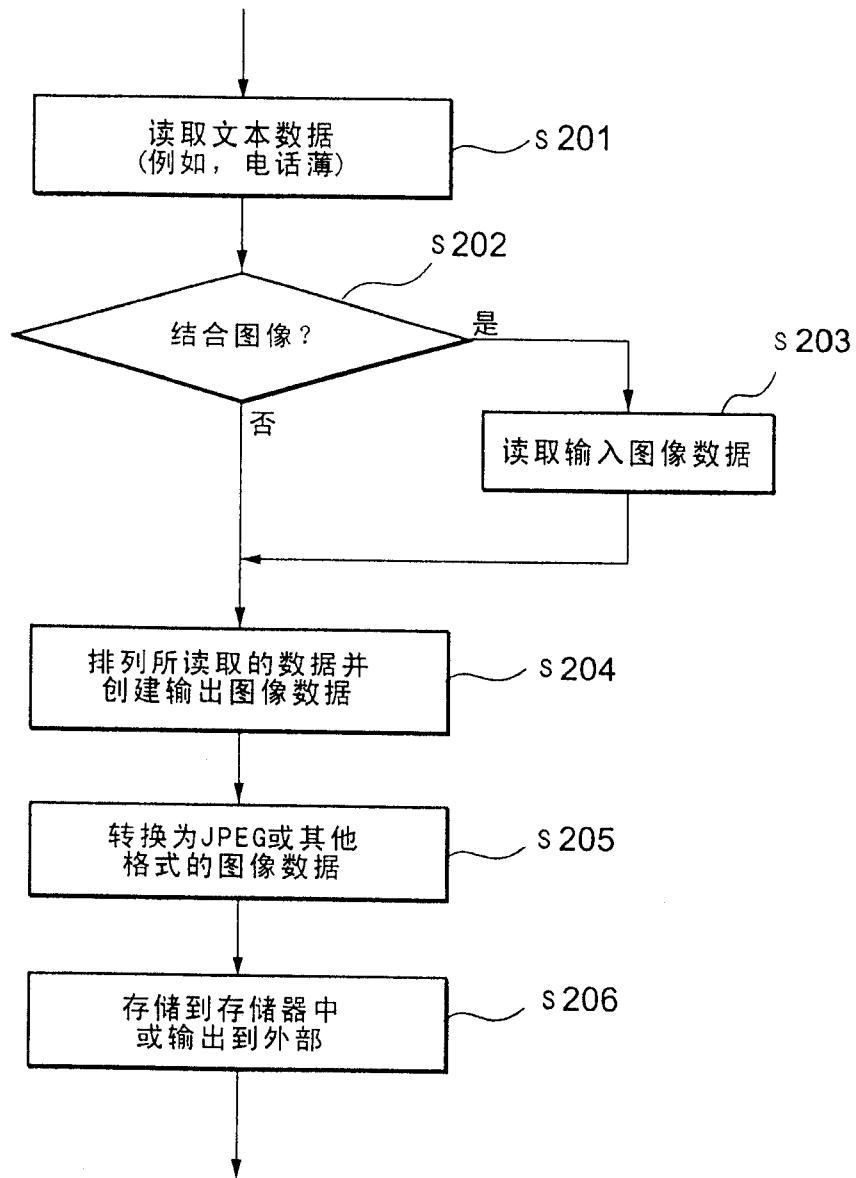 读取文本数据
(例如，电话薄)
S201
S202
结合图像?
是
S203
否
读取输入图像数据
排列所读取的数据并
创建输出图像数据
S204
转换为JPEG或其他
格式的图像数据
S205
存储到存储器中
或输出到外部
S206